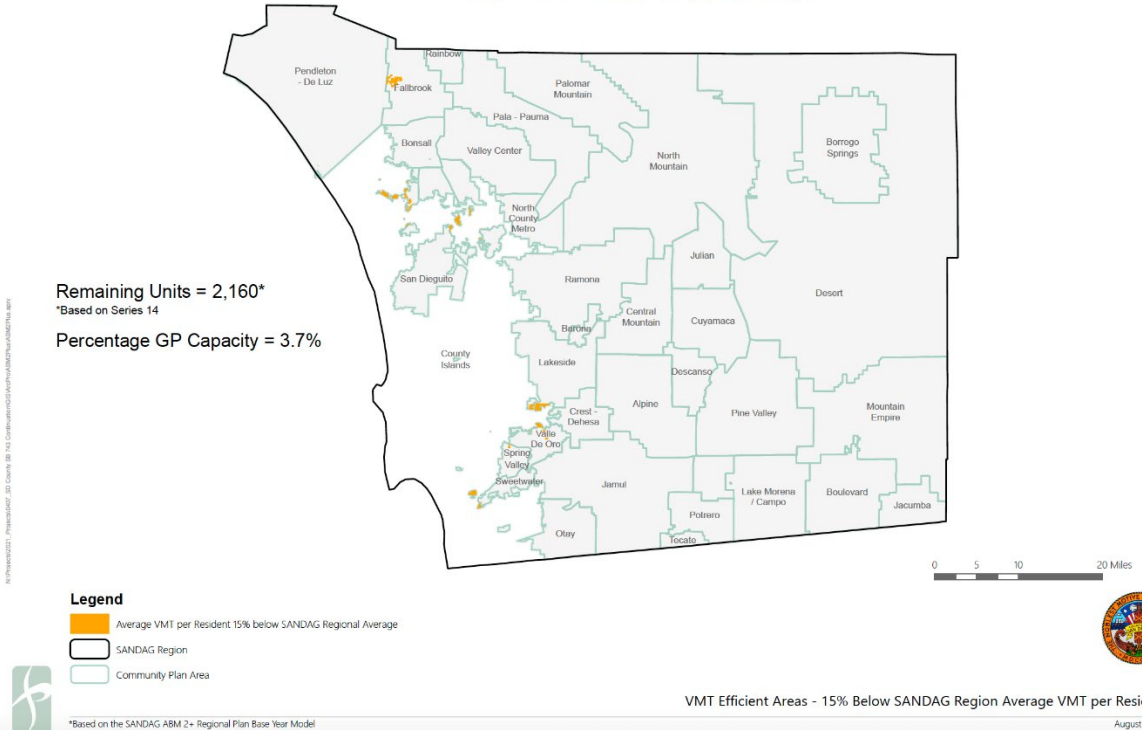 Rainbow
Pendleton
- De Luz
Fallbrook
Palomar
Mountain
Pala - Pauma
Bonsall
Valley Center
North
Mountain
Borrego
Springs
North
County
Metro
Julian
San Dieguito
Ramona
Desert
Remaining Units = 2,160*
*Based on Series 14
Central
Mountain
Cuyamaca
Barona
Percentage GP Capacity = 3.7%
County
Islands
Lakeside
Descanso
Alpine
Crest -
Dehesa
Pine Valley
Mountain
Empire
Valle
De Oro
Spring
Valley
Sweetwater
Jamul
Lake Morena
/ Campo
Boulevard
Jacumba
Potrero
Otay
Tecate
0 5 10 20 Miles
Legend
Average VMT per Resident 15% below SANDAG Regional Average
SANDAG Region
Community Plan Area
VMT Efficient Areas - 15% Below SANDAG Region Average VMT per Resi
*Based on the SANDAG ABM 2+ Regional Plan Base Year Model
August